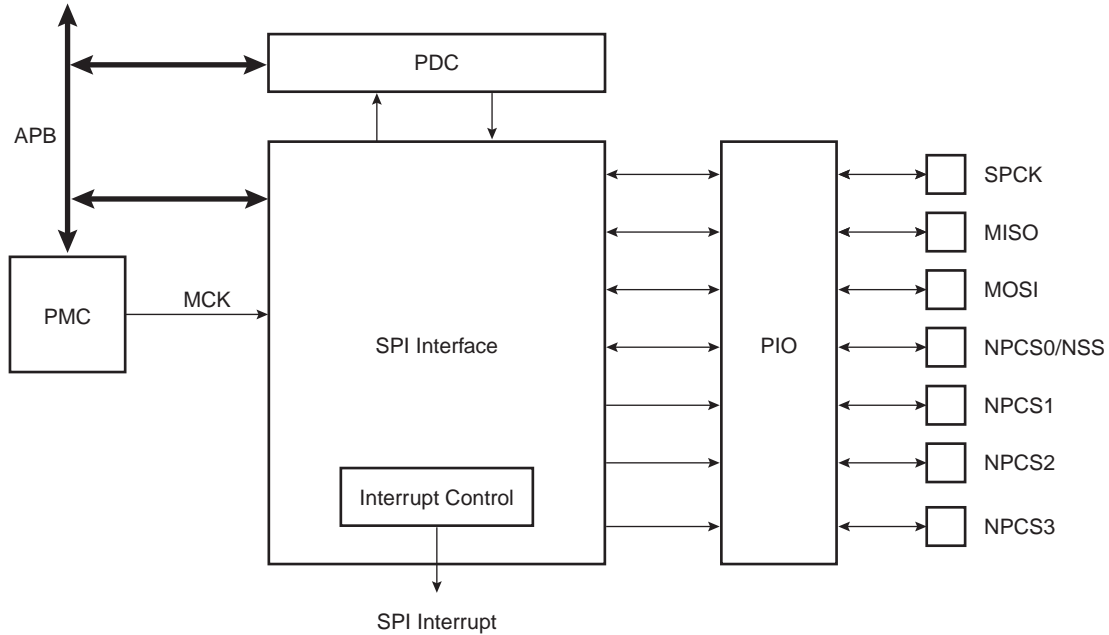 PDC
APB
SPCK
MISO
MCK
MOSI
PMC
SPI Interface
PIO
NPCS0/NSS
NPCS1
NPCS2
Interrupt Control
NPCS3
SPI Interrupt